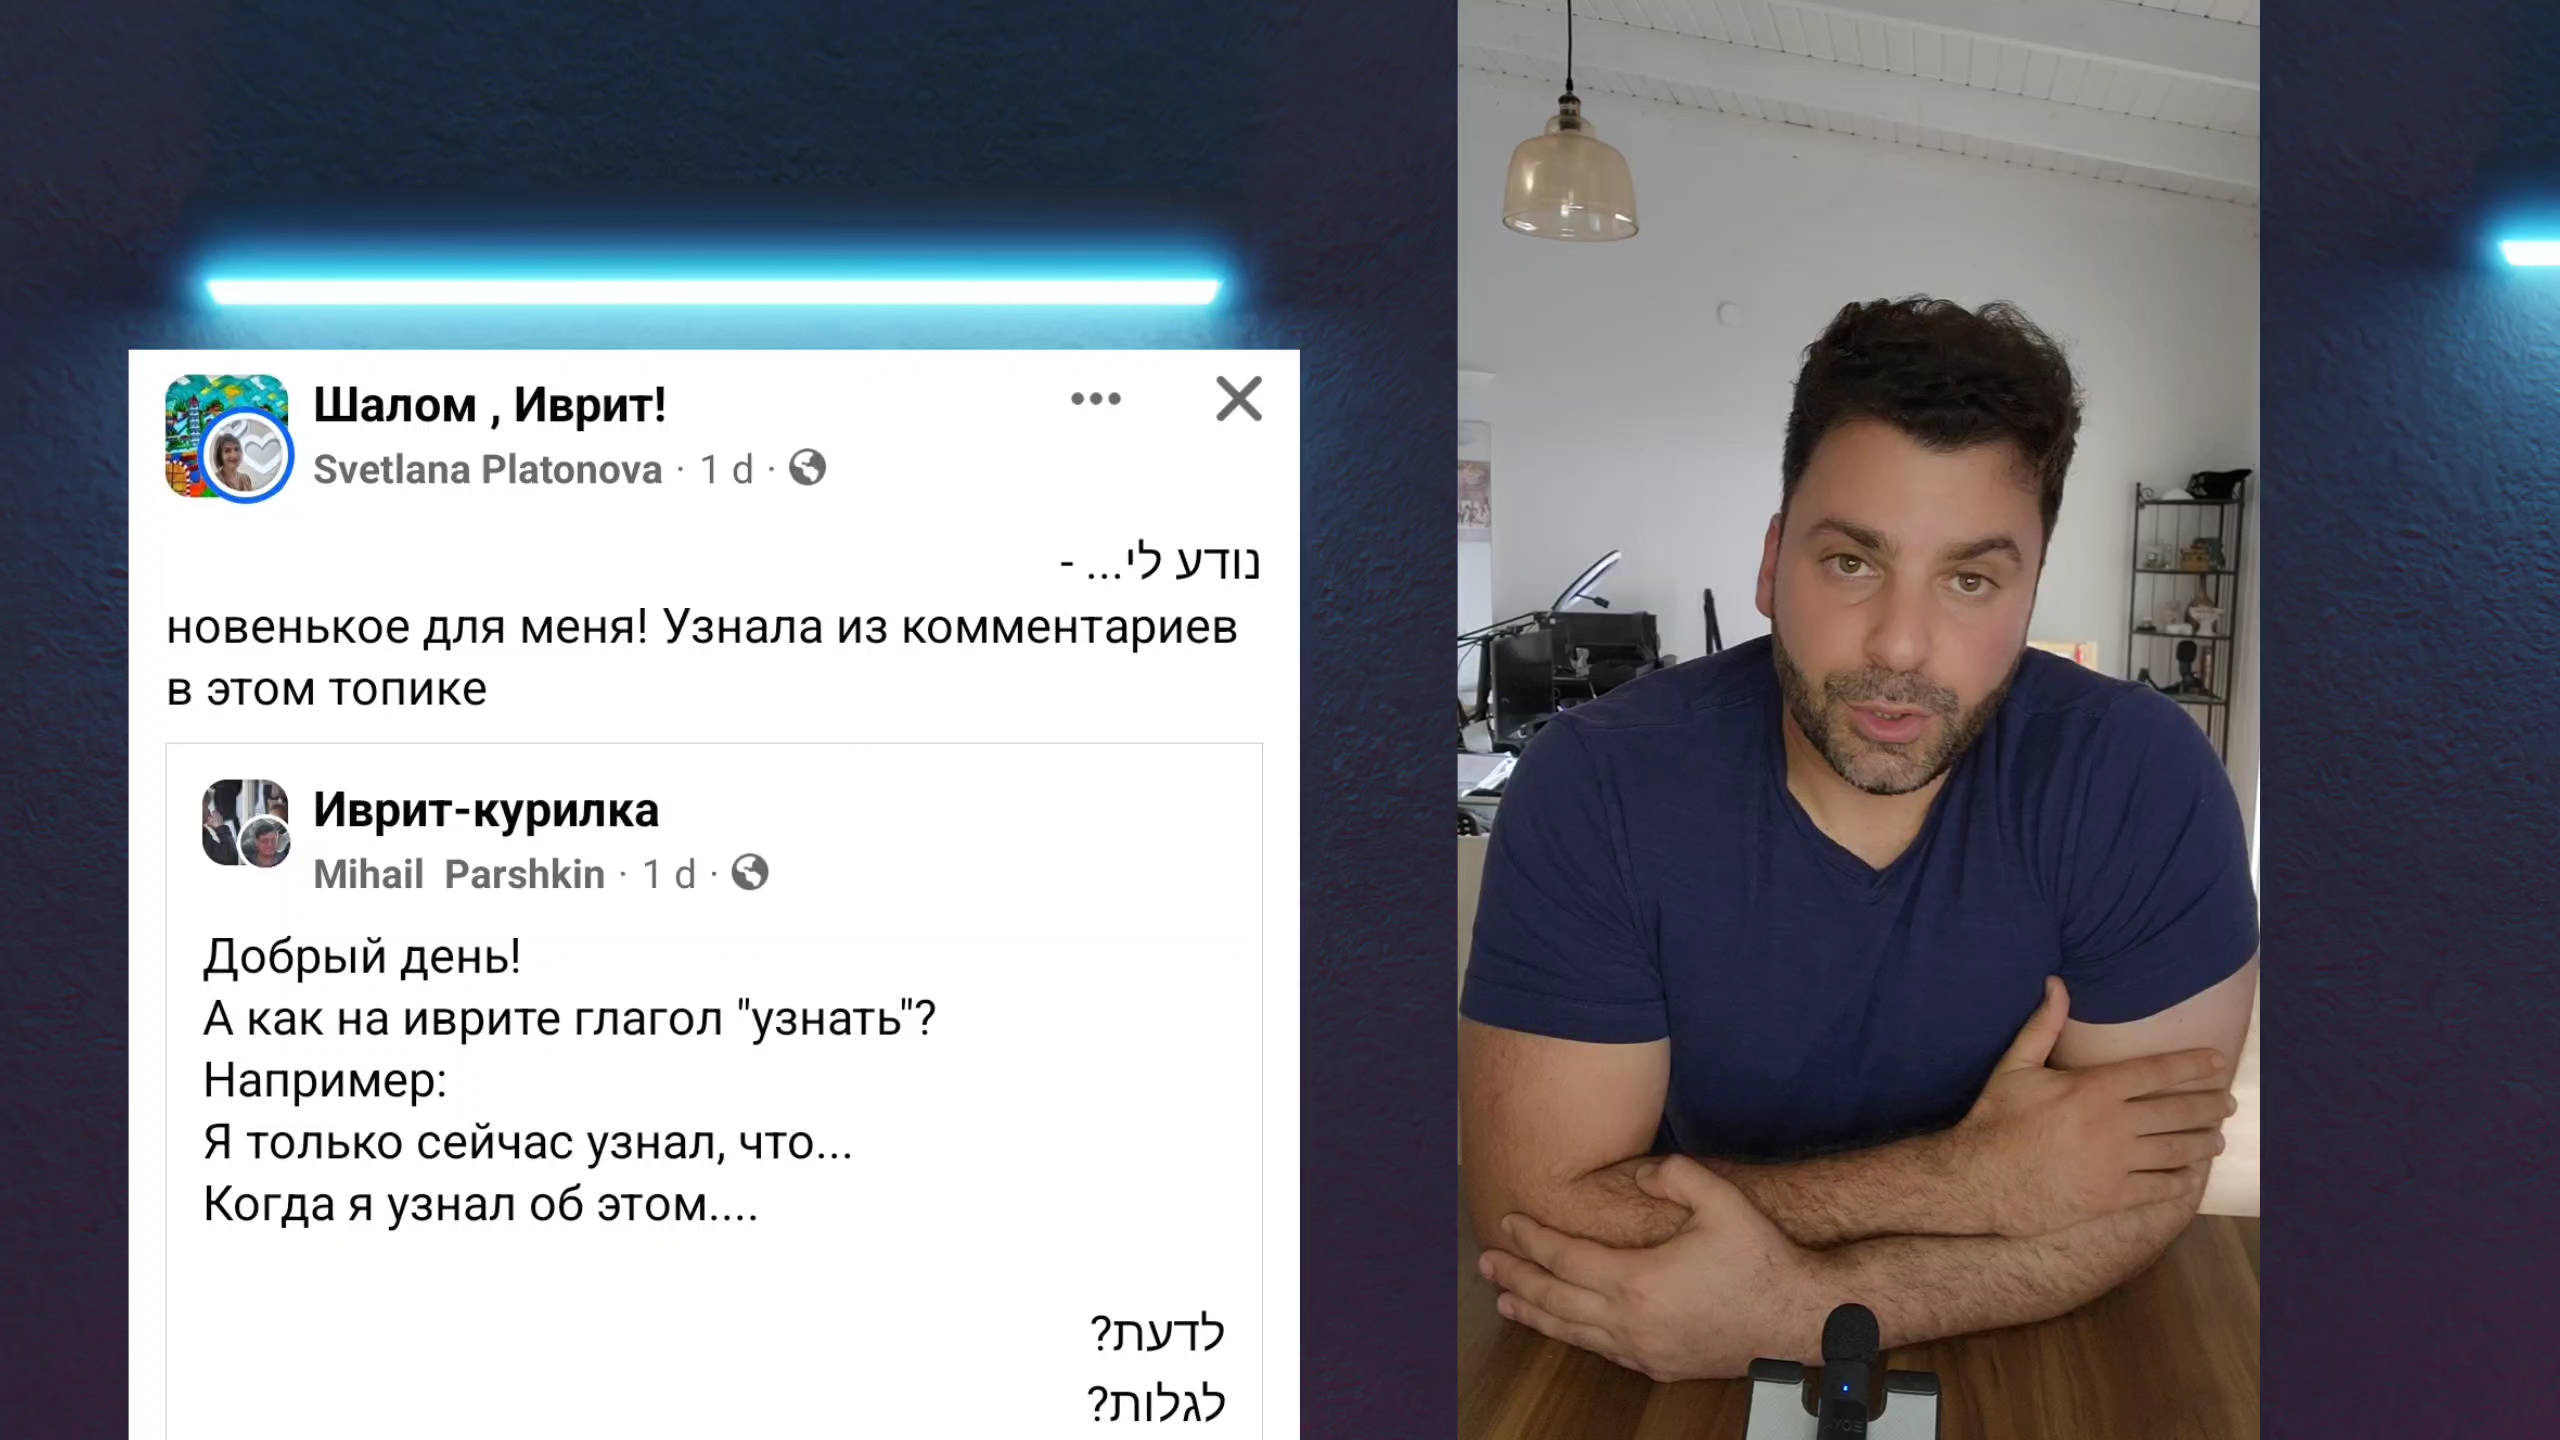 Шалом , Иврит!
Svetlana Platonova · 1 d ·
נודע לי... -
новенькое для меня! Узнала из комментариев
в этом топике
Иврит-курилка
Mihail Parshkin · 1 d ·
Добрый день!
А как на иврите глагол "узнать"?
Например:
Я только сейчас узнал, что...
Когда я узнал об этом....
לדעת?
לגלות?